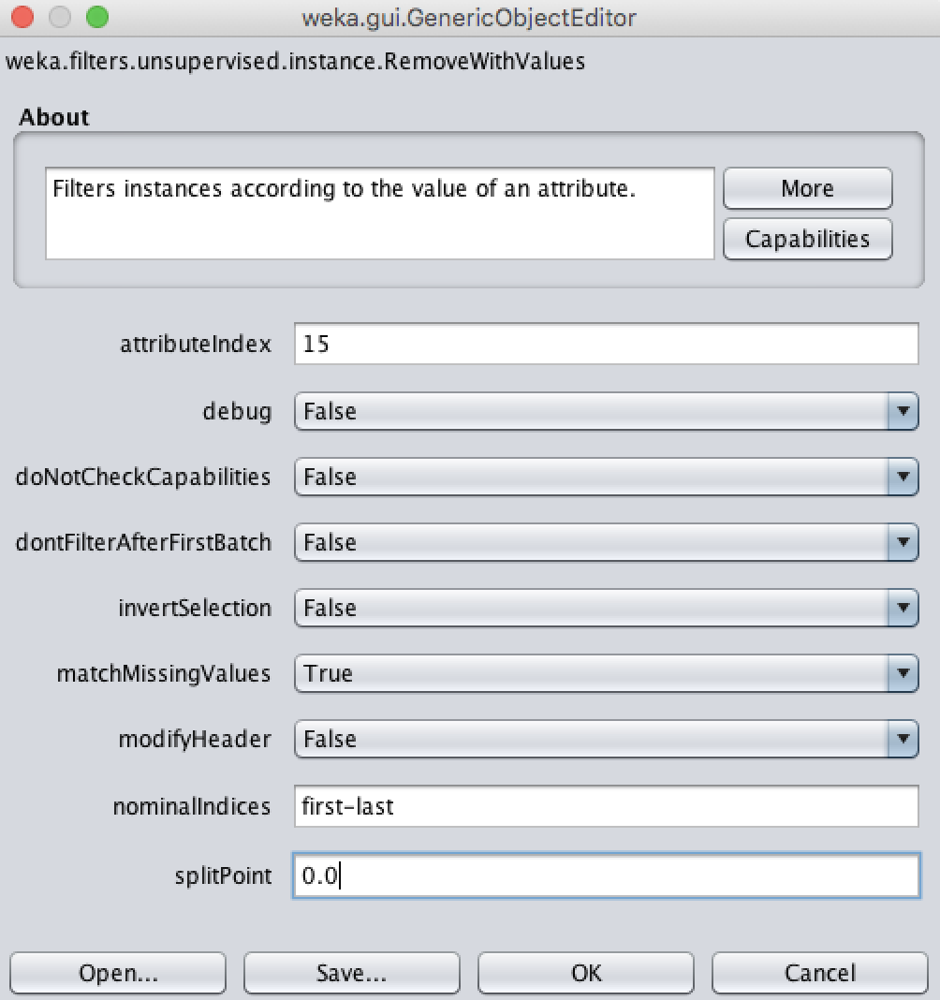 weka.gui.GenericObjectEditor
weka.filters.unsupervised.instance.RemoveWithValues
About
Filters instances according to the value of an attribute.
More
Capabilities
attributeIndex 15
debug False
doNotCheckCapabilities False
dontFilterAfterFirstBatch False
invertSelection False
matchMissingValues True
modifyHeader False
nominalIndices first-last
splitPoint 0.0
Open... Save... OK Cancel